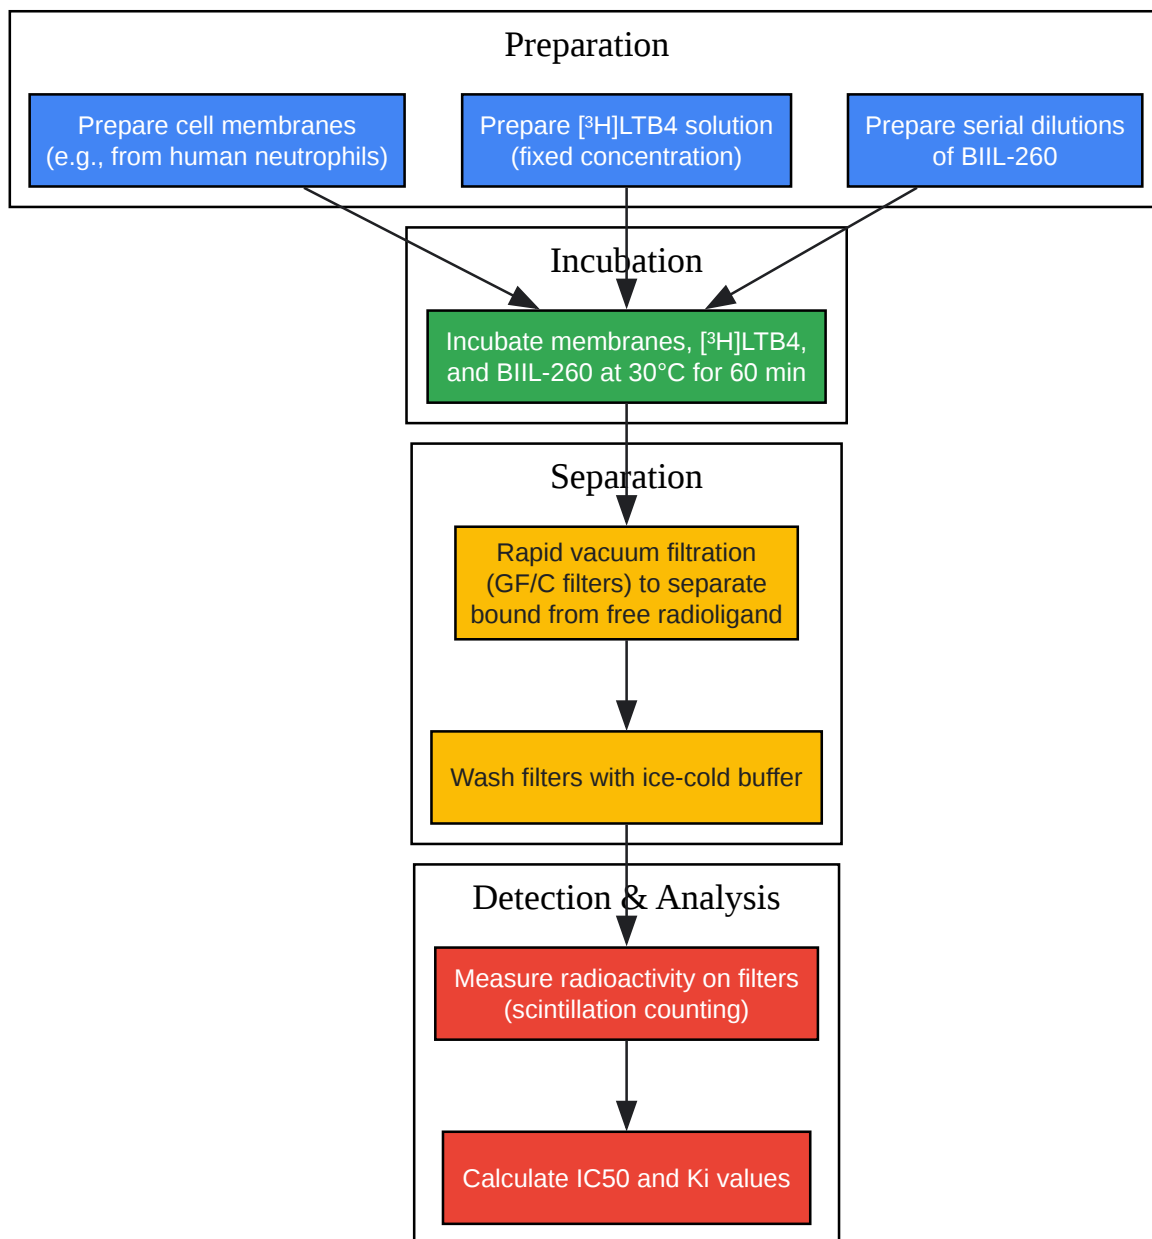 Preparation
Prepare cell membranes
(e.g., from human neutrophils)
Prepare [³H]LTB4 solution
(fixed concentration)
Prepare serial dilutions
of BIIL-260
Incubation
Incubate membranes, [³H]LTB4,
and BIIL-260 at 30°C for 60 min
Separation
Rapid vacuum filtration
(GF/C filters) to separate
bound from free radioligand
Wash filters with ice-cold buffer
Detection & Analysis
Measure radioactivity on filters
(scintillation counting)
Calculate IC50 and Ki values